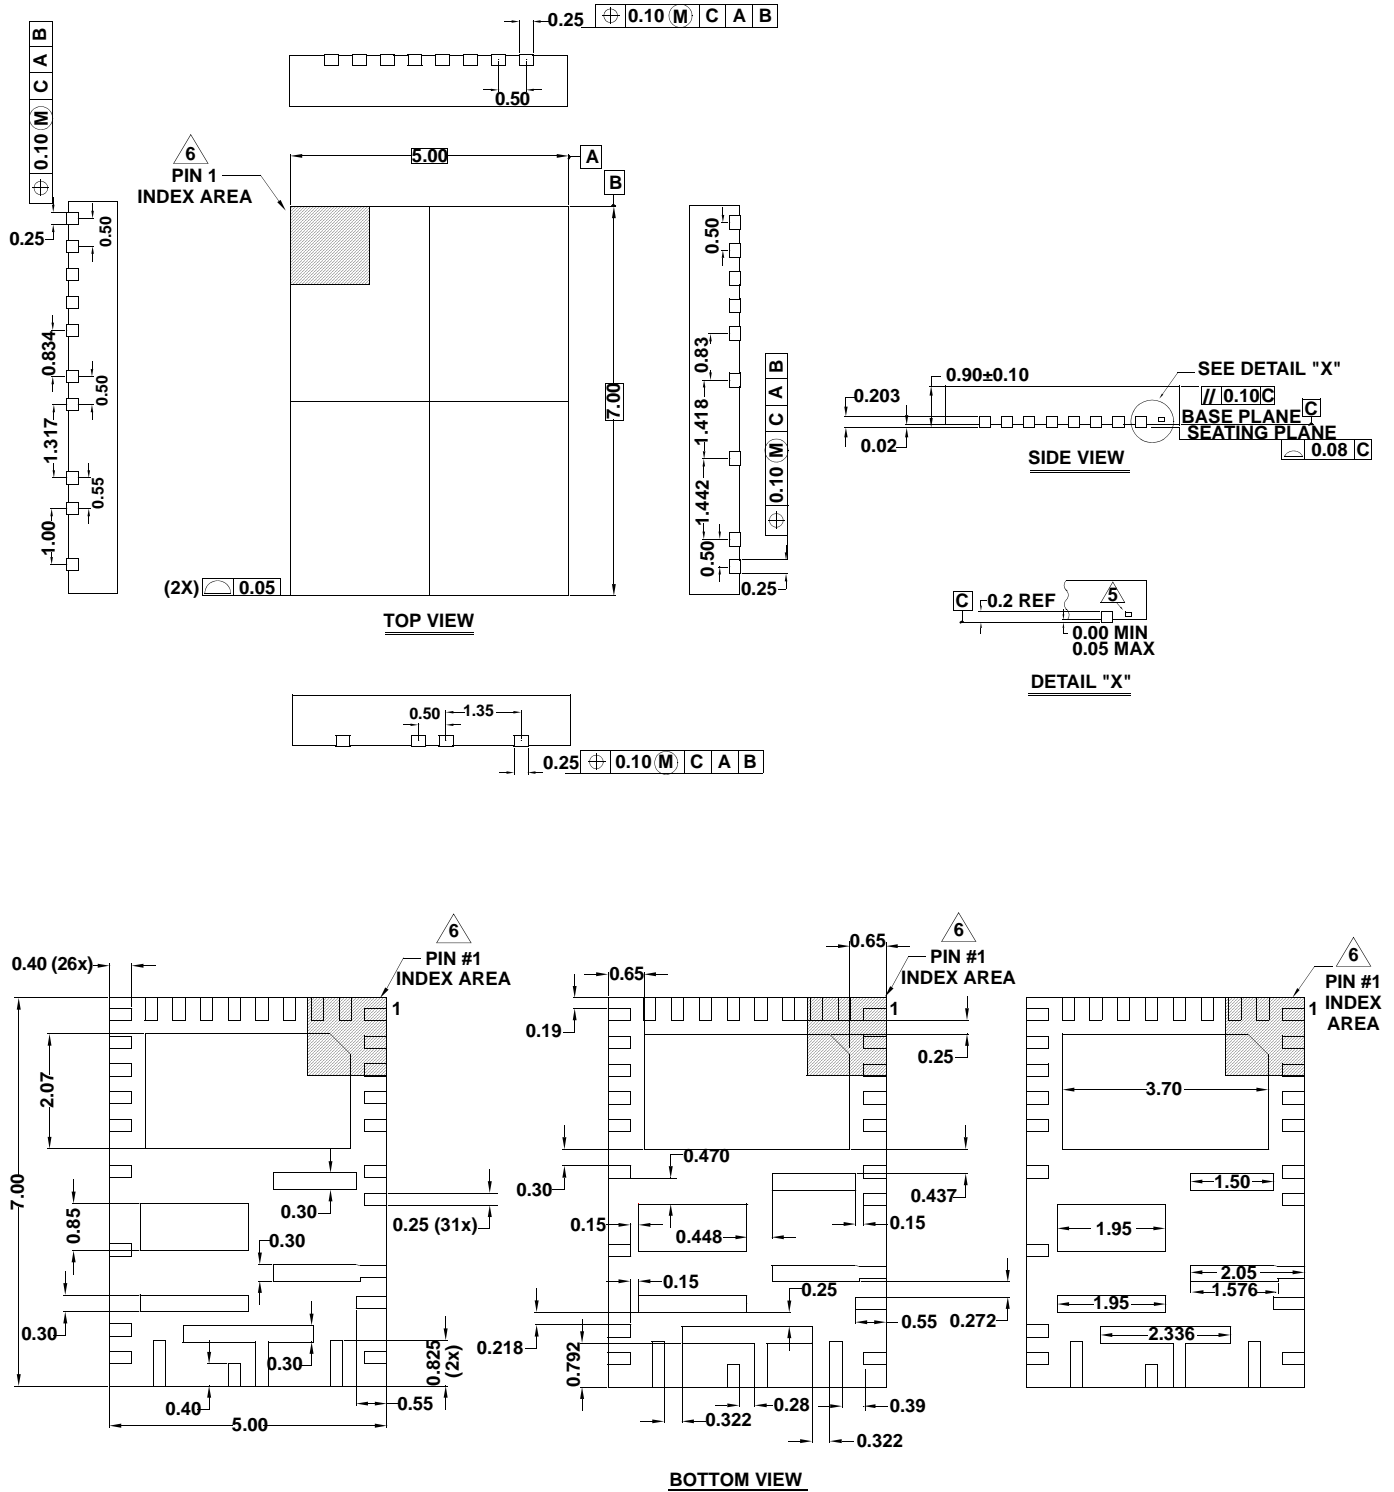 0.25
0.10 M C A B
0.50
0.10 M C A B
0.25
0.50
0.834
0.50
1.317
0.55
1.00
6
PIN 1
INDEX AREA
5.00
A
B
7.00
(2X) 0.05
TOP VIEW
0.50
0.83
1.418
1.442
0.50
0.25
0.10 M C A B
0.90±0.10
0.203
0.02
SEE DETAIL "X"
// 0.10 C
C
BASE PLANE
SEATING PLANE
0.08 C
SIDE VIEW
C
0.2 REF
5
0.00 MIN
0.05 MAX
DETAIL "X"
0.50
1.35
0.25
0.10 M C A B
0.40 (26x)
6
PIN #1
INDEX AREA
1
2.07
7.00
0.85
0.30
0.30
0.25 (31x)
0.30
0.30
0.40
0.825
(2x)
0.55
5.00
0.65
0.65
6
PIN #1
INDEX AREA
1
0.19
0.25
0.470
0.30
0.437
0.15
0.448
0.15
0.15
0.25
0.55
0.272
0.218
0.792
0.28
0.39
0.322
0.322
6
PIN #1
INDEX
AREA
1
3.70
1.50
1.95
2.05
1.576
1.95
2.336
BOTTOM VIEW